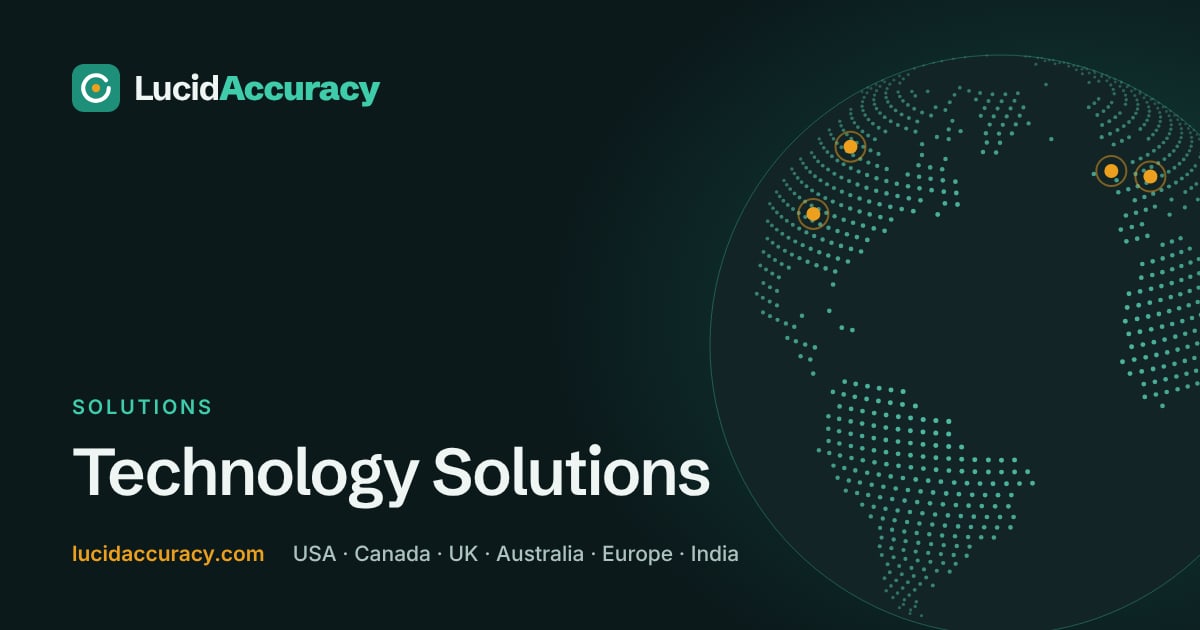 LucidAccuracy
SOLUTIONS
Technology Solutions
lucidaccuracy.com USA · Canada · UK · Australia · Europe · India